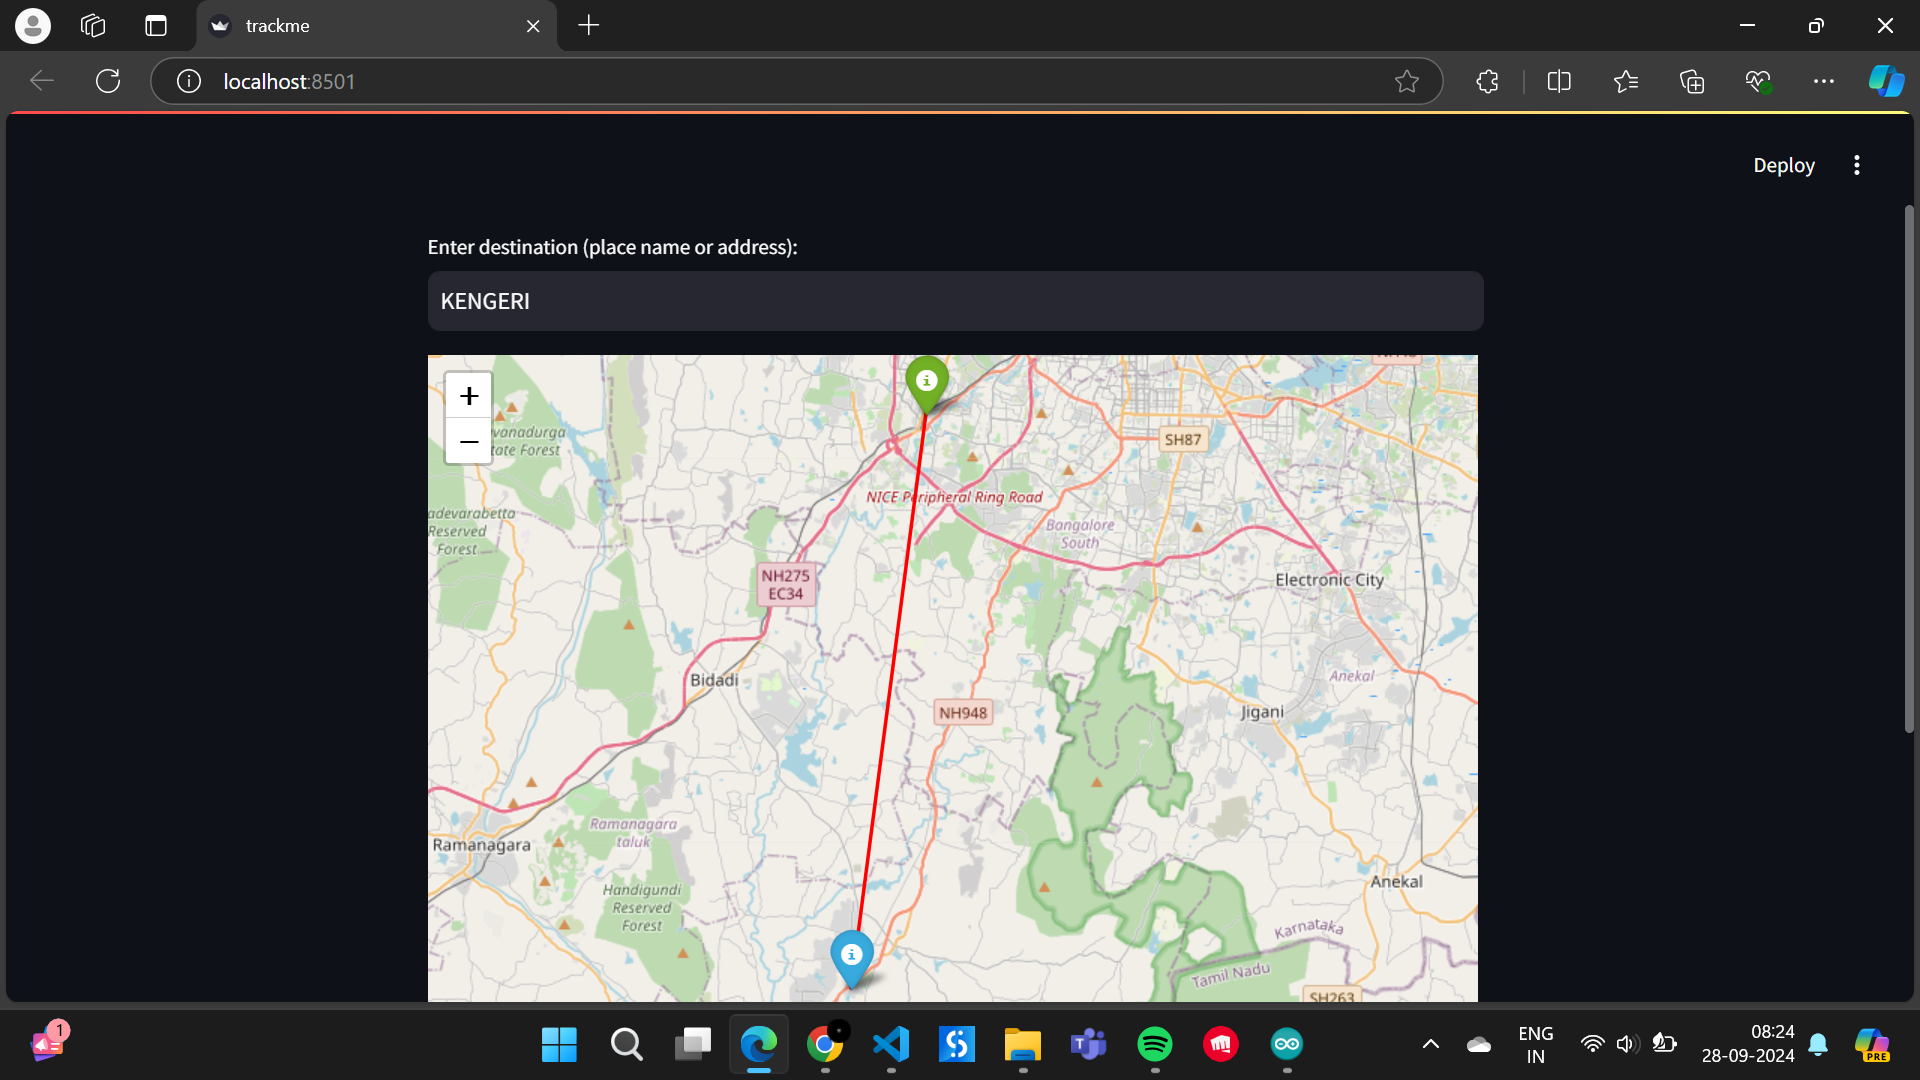 trackme
localhost:8501
Deploy
Enter destination (place name or address):
KENGERI
+
−
evanadurga
tate Forest
SH87
NICE Peripheral Ring Road
adevarabetta
Reserved
Forest
Bangalore
South
NH275
EC34
Electronic City
Bidadi
Anekal
NH948
Jigani
Ramanagara
taluk
Ramanagara
Handigundi
Reserved
Forest
Anekal
Karnataka
Tamil Nadu
SH263
1
ENG
IN
08:24
28-09-2024
PRE